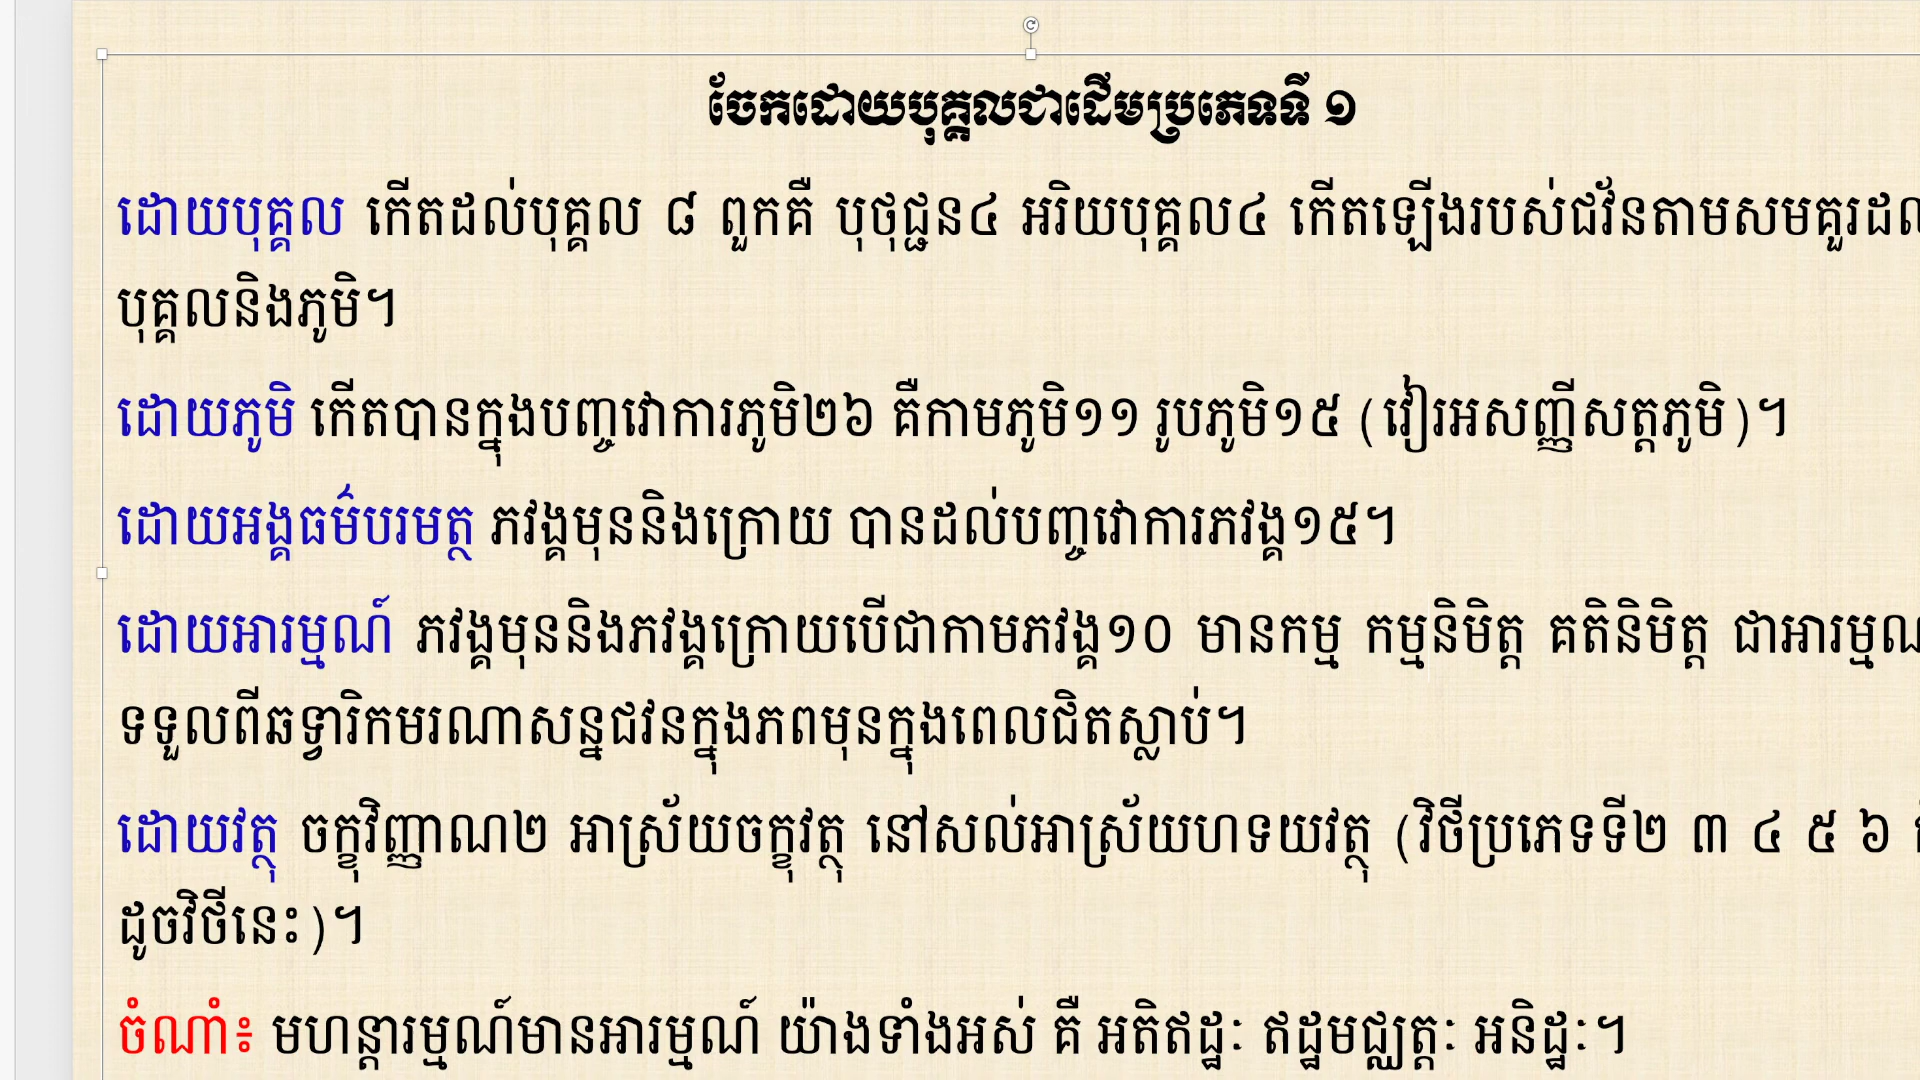 ចែកដោយបុគ្គលជាដើមប្រភេទទី ១
ដោយបុគ្គល កើតដល់បុគ្គល ៨ ពួកគឺ បុថុជ្ជន៤ អរិយបុគ្គល៤ កើតឡើងរបស់ជវ័នតាមសមគួរដល
បុគ្គលនិងភូមិ។
ដោយភូមិ កើតបានក្នុងបញ្ចវោការភូមិ២៦ គឺកាមភូមិ១១ រូបភូមិ១៥ (វៀរអសញ្ញីសត្តភូមិ)។
ដោយអង្គធម៌បរមត្ថ ភវង្គមុននិងក្រោយ បានដល់បញ្ចវោការភវង្គ១៥។
ដោយអារម្មណ៍ ភវង្គមុននិងភវង្គក្រោយបើជាកាមភវង្គ១០ មានកម្ម កម្មនិមិត្ត គតិនិមិត្ត ជាអារម្មណ
ទទួលពីឆទ្វារិកមរណាសន្នជវនក្នុងភពមុនក្នុងពេលជិតស្លាប់។
ដោយវត្ថុ ចក្ខុវិញ្ញាណ២ អាស្រ័យចក្ខុវត្ថុ នៅសល់អាស្រ័យហទយវត្ថុ (វិថីប្រភេទទី២ ៣ ៤ ៥ ៦
ដូចវិថីនេះ)។
ចំណាំ៖ មហន្តារម្មណ៍មានអារម្មណ៍ យ៉ាងទាំងអស់ គឺ អតិឥដ្ឋៈ ឥដ្ឋមជ្ឈត្តៈ អនិដ្ឋៈ។